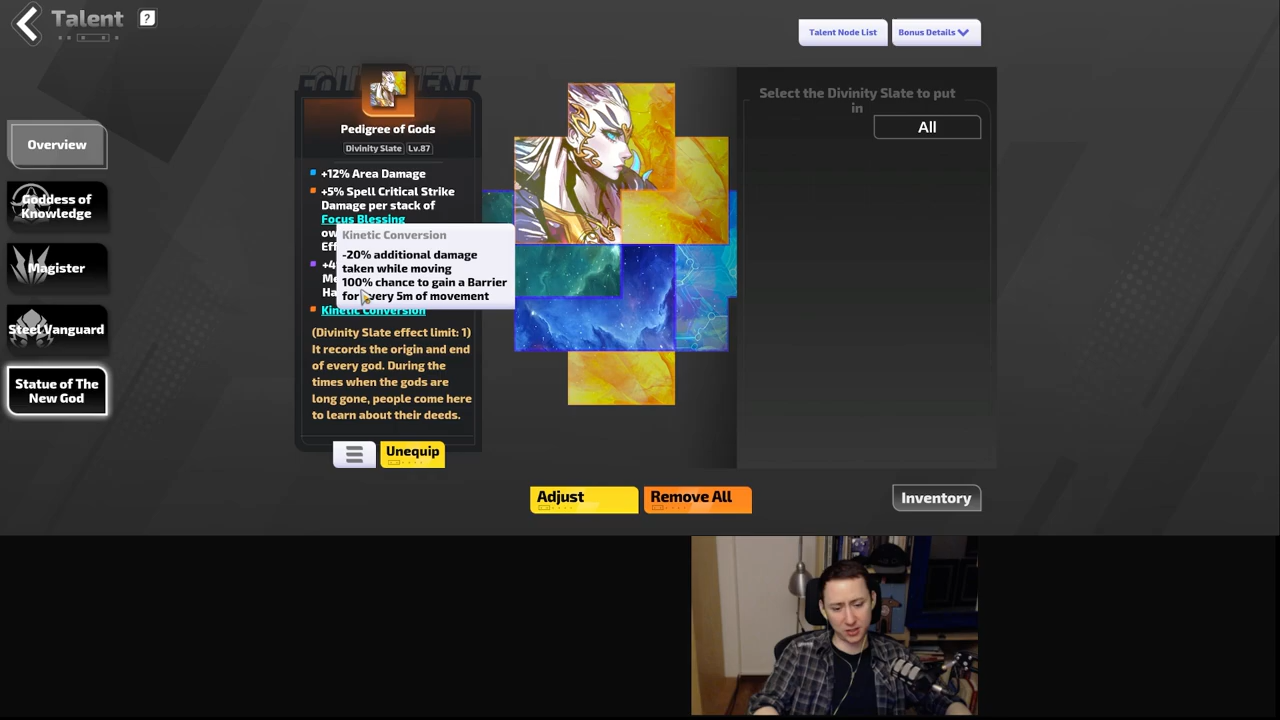 Talent
?
Talent Node List
Bonus Details
Overview
Goddess of
Knowledge
Magister
Steel Vanguard
Statue of The
New God
Pedigree of Gods
Divinity Slate
Lv.87
+12% Area Damage
+5% Spell Critical Strike
Damage per stack of
Focus Blessing
Kinetic Conversion
-20% additional damage
taken while moving
100% chance to gain a Barrier
for every 5m of movement
Kinetic Conversion
(Divinity Slate effect limit: 1)
It records the origin and end
of every god. During the
times when the gods are
long gone, people come here
to learn about their deeds.
Unequip
Select the Divinity Slate to put
in
All
Adjust
Remove All
Inventory